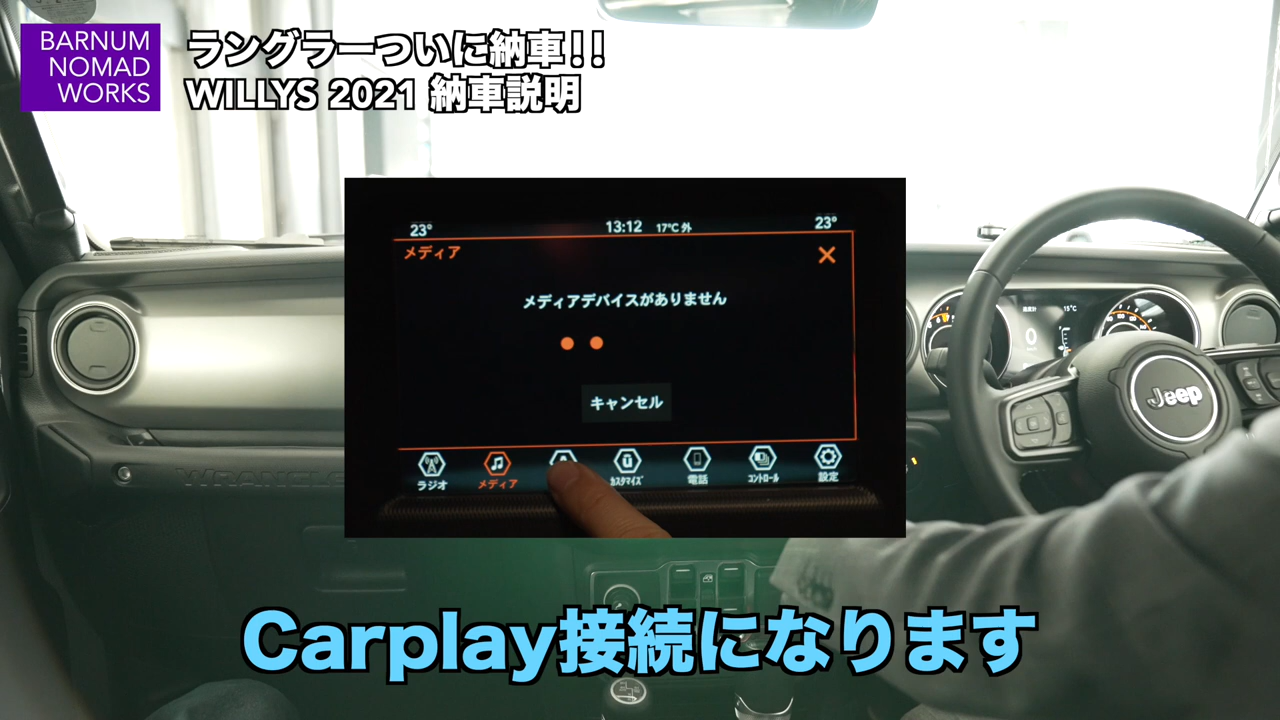 BARNUM
NOMAD
WORKS
ラングラーついに納車!!
WILLYS 2021 納車説明
23°
13:12
17℃ 外
23°
メディア
×
メディアデバイスがありません
キャンセル
ラジオ
メディア
カスタマイズ
電話
コントロール
設定
15℃
0
Jeep
WRANGLER
Carplay接続になります